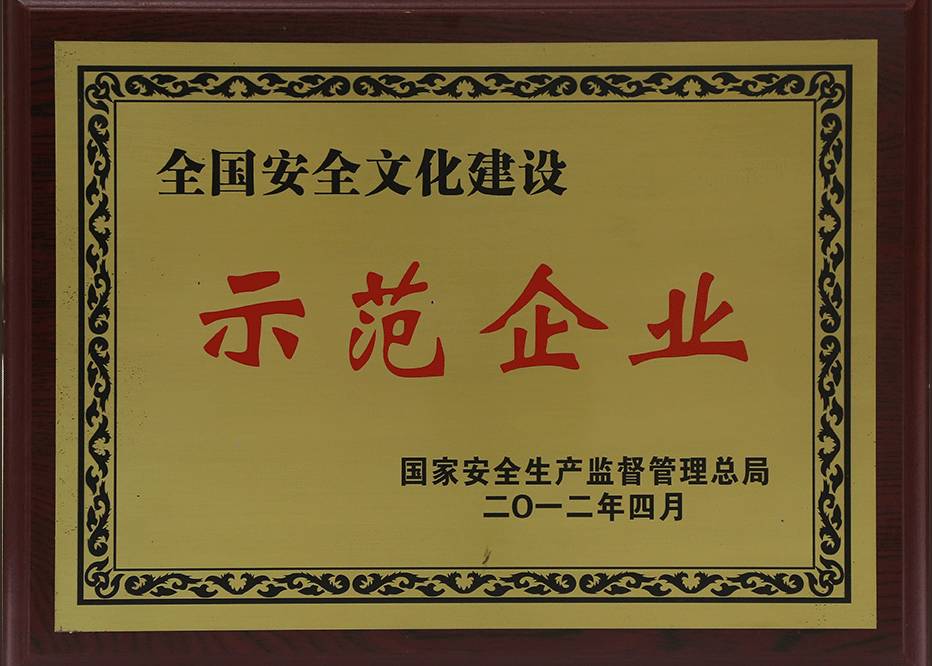 全国安全文化建设
示范企业
国家安全生产监督管理总局
二〇一二年四月